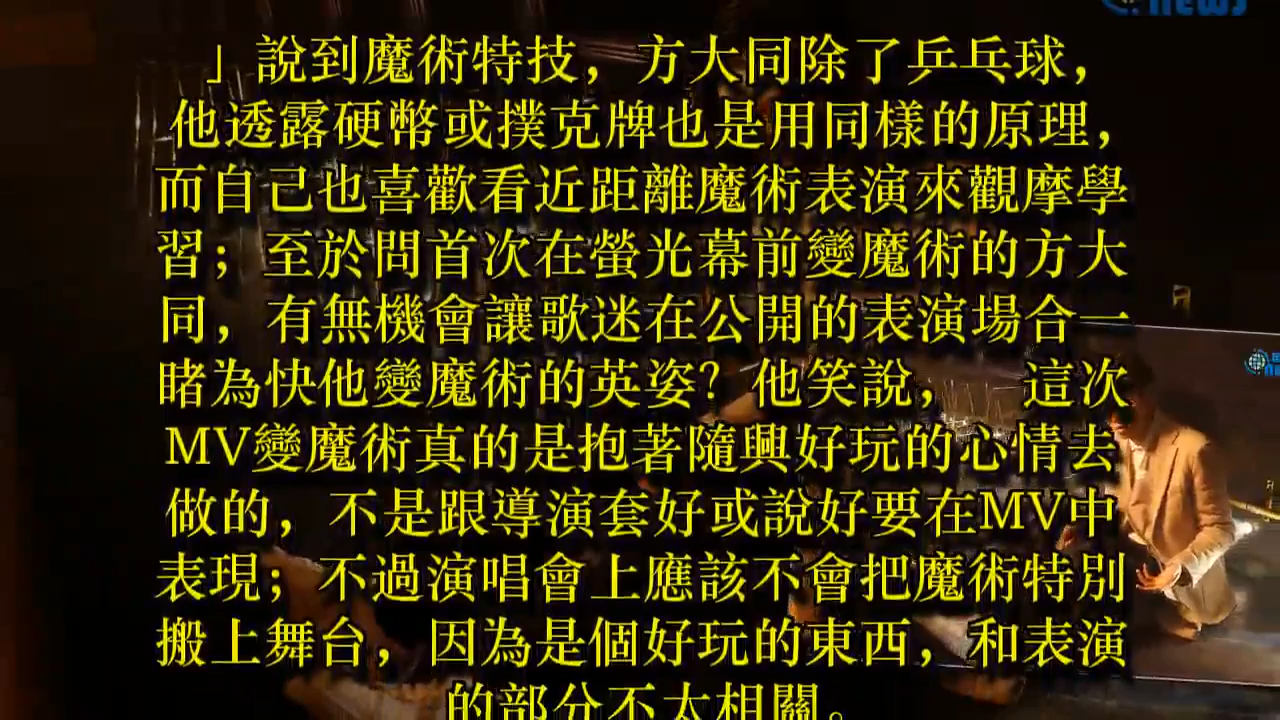 news
」說到魔術特技，方大同除了乒乓球，
他透露硬幣或撲克牌也是用同樣的原理，
而自己也喜歡看近距離魔術表演來觀摩學
習；至於問首次在螢光幕前變魔術的方大
同，有無機會讓歌迷在公開的表演場合一
睹為快他變魔術的英姿？他笑說，　這次
MV變魔術真的是抱著隨興好玩的心情去
做的，不是跟導演套好或說好要在MV中
表現；不過演唱會上應該不會把魔術特別
搬上舞台，因為是個好玩的東西，和表演
的部分不太相關。